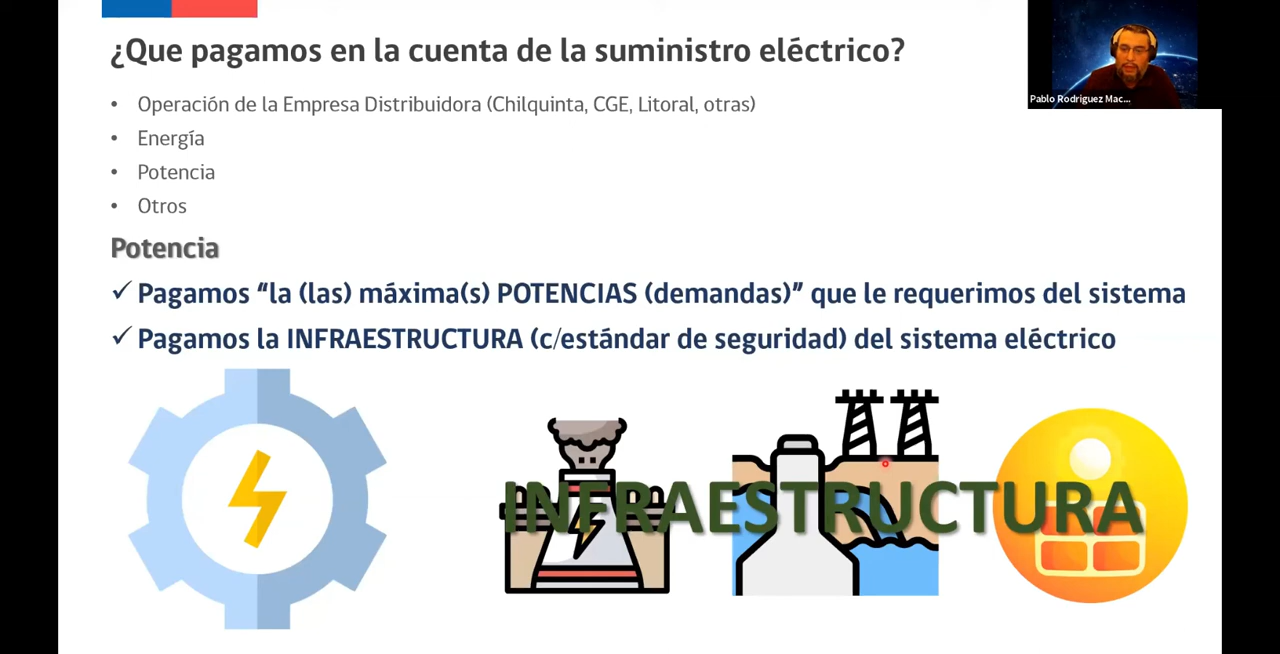 ¿Que pagamos en la cuenta de la suministro eléctrico?
Pablo Rodriguez Mac...
• Operación de la Empresa Distribuidora (Chilquinta, CGE, Litoral, otras)
• Energía
• Potencia
• Otros
Potencia
✓ Pagamos “la (las) máxima(s) POTENCIAS (demandas)” que le requerimos del sistema
✓ Pagamos la INFRAESTRUCTURA (c/estándar de seguridad) del sistema eléctrico
INFRAESTRUCTURA